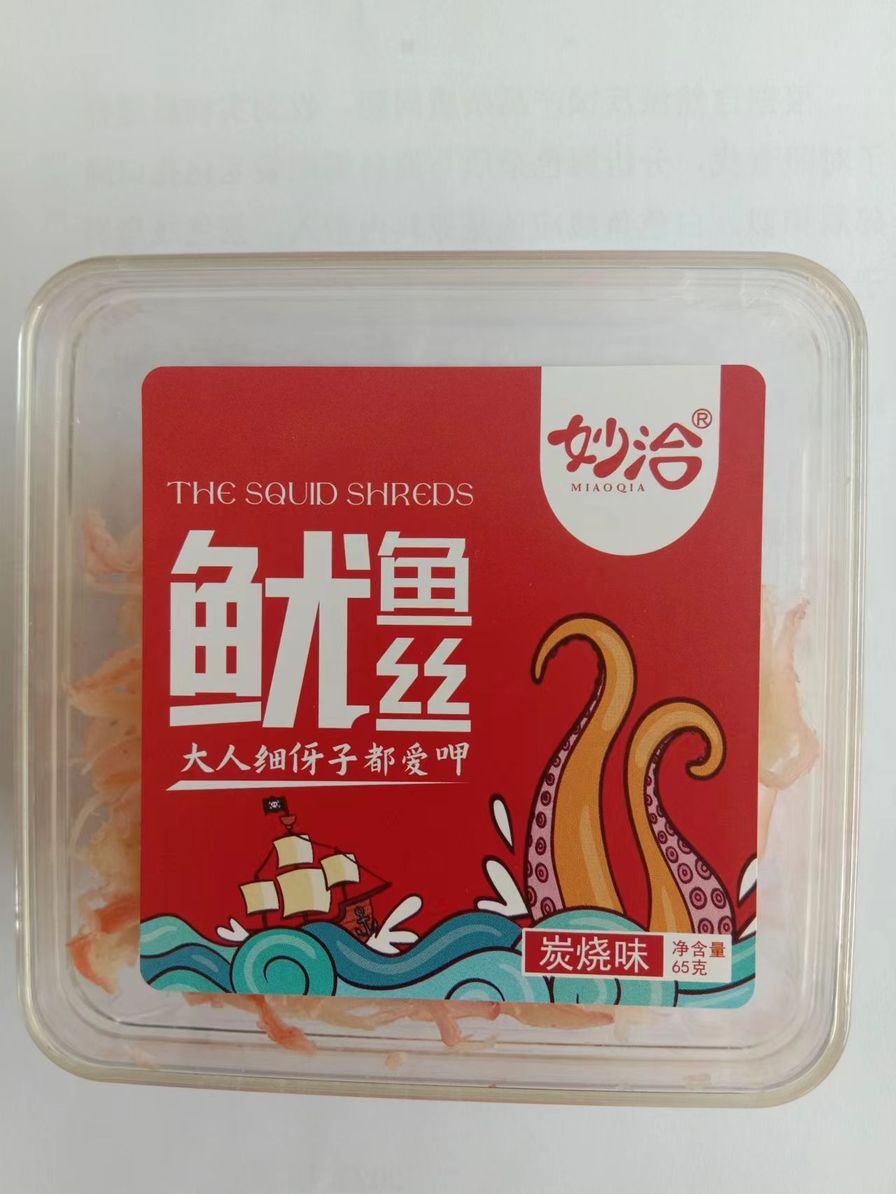 妙洽®
MIAOQIA
THE SQUID SHREDS
鱿鱼丝
大人细伢子都爱呷
炭烧味
净含量
65克